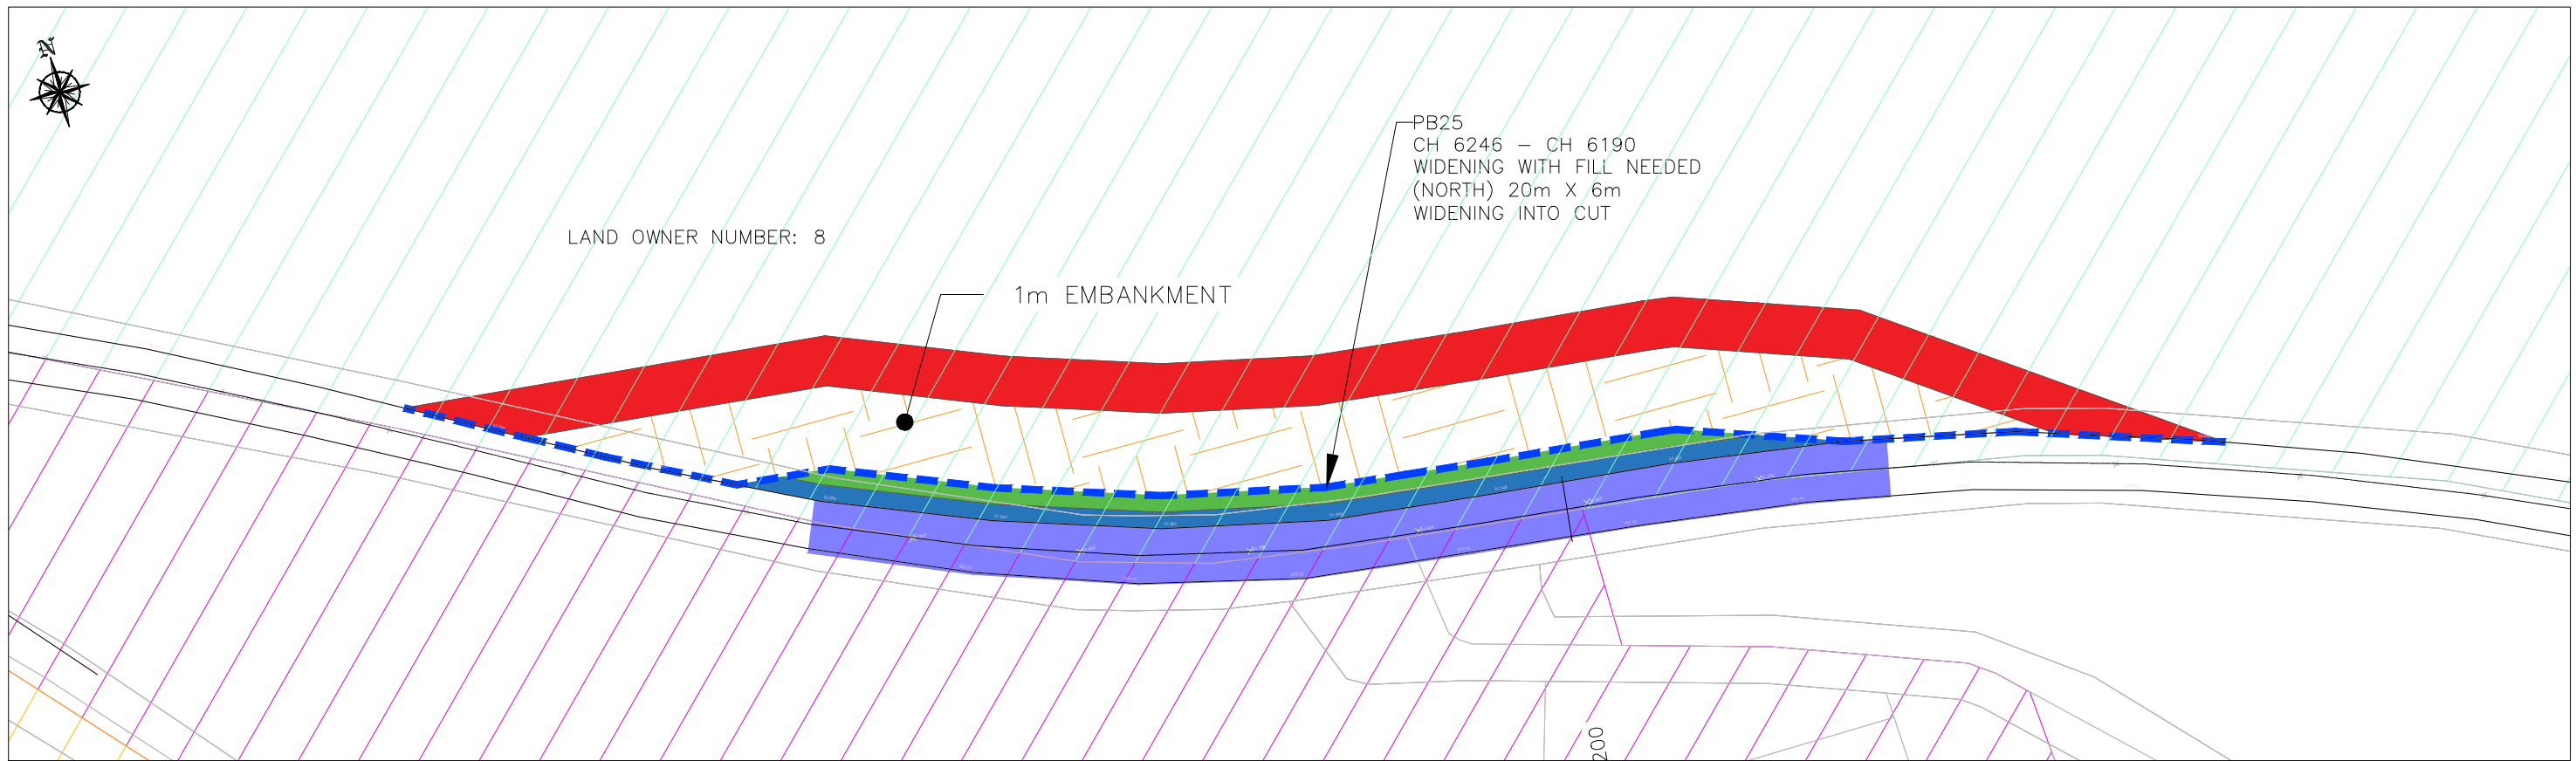 N
PB25
CH 6246 – CH 6190
WIDENING WITH FILL NEEDED
(NORTH) 20m X 6m
WIDENING INTO CUT
LAND OWNER NUMBER: 8
1m EMBANKMENT
200